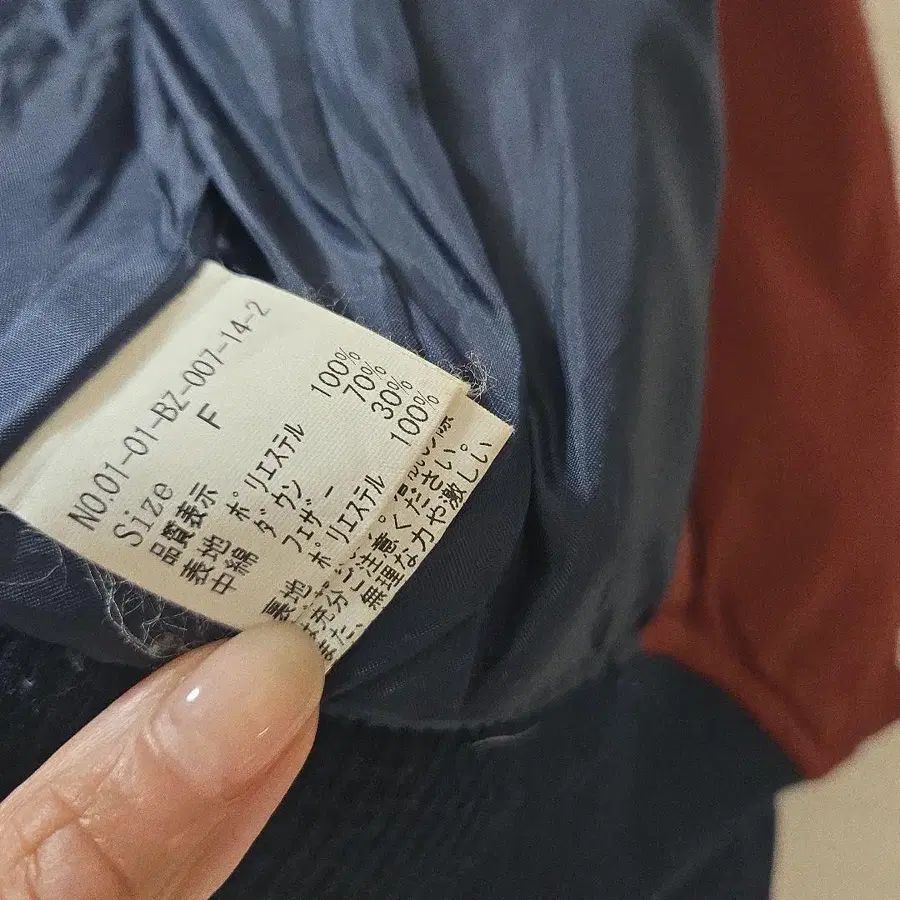 NO.01-01-BZ-007-14-2
Size F
品質表示
表地 ポリエステル 100%
中綿 ダウン 70%
フェザー 30%
裏地 ポリエステル 100%
注意ください。
また、無理な力や激しい